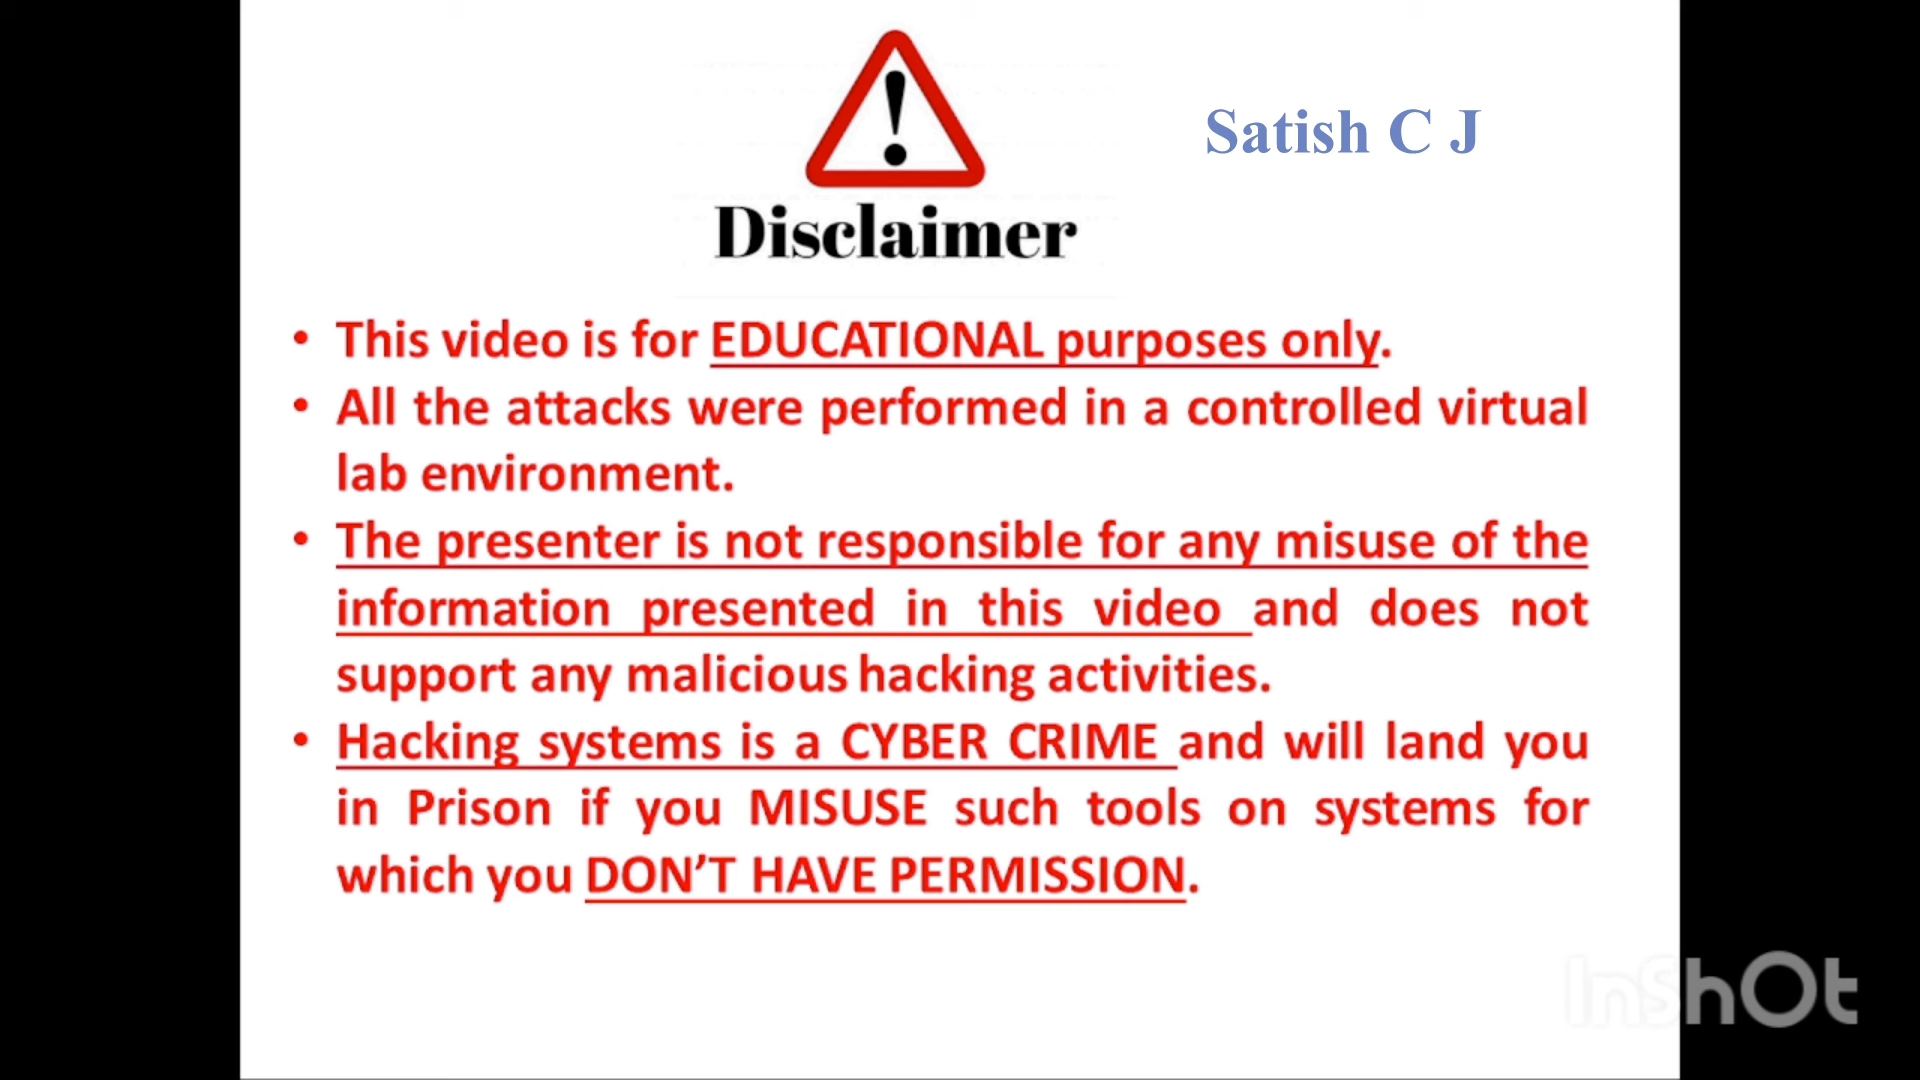 !
Satish C J
Disclaimer
• This video is for EDUCATIONAL purposes only.
• All the attacks were performed in a controlled virtual
lab environment.
• The presenter is not responsible for any misuse of the
information presented in this video and does not
support any malicious hacking activities.
• Hacking systems is a CYBER CRIME and will land you
in Prison if you MISUSE such tools on systems for
which you DON’T HAVE PERMISSION.
InShOt